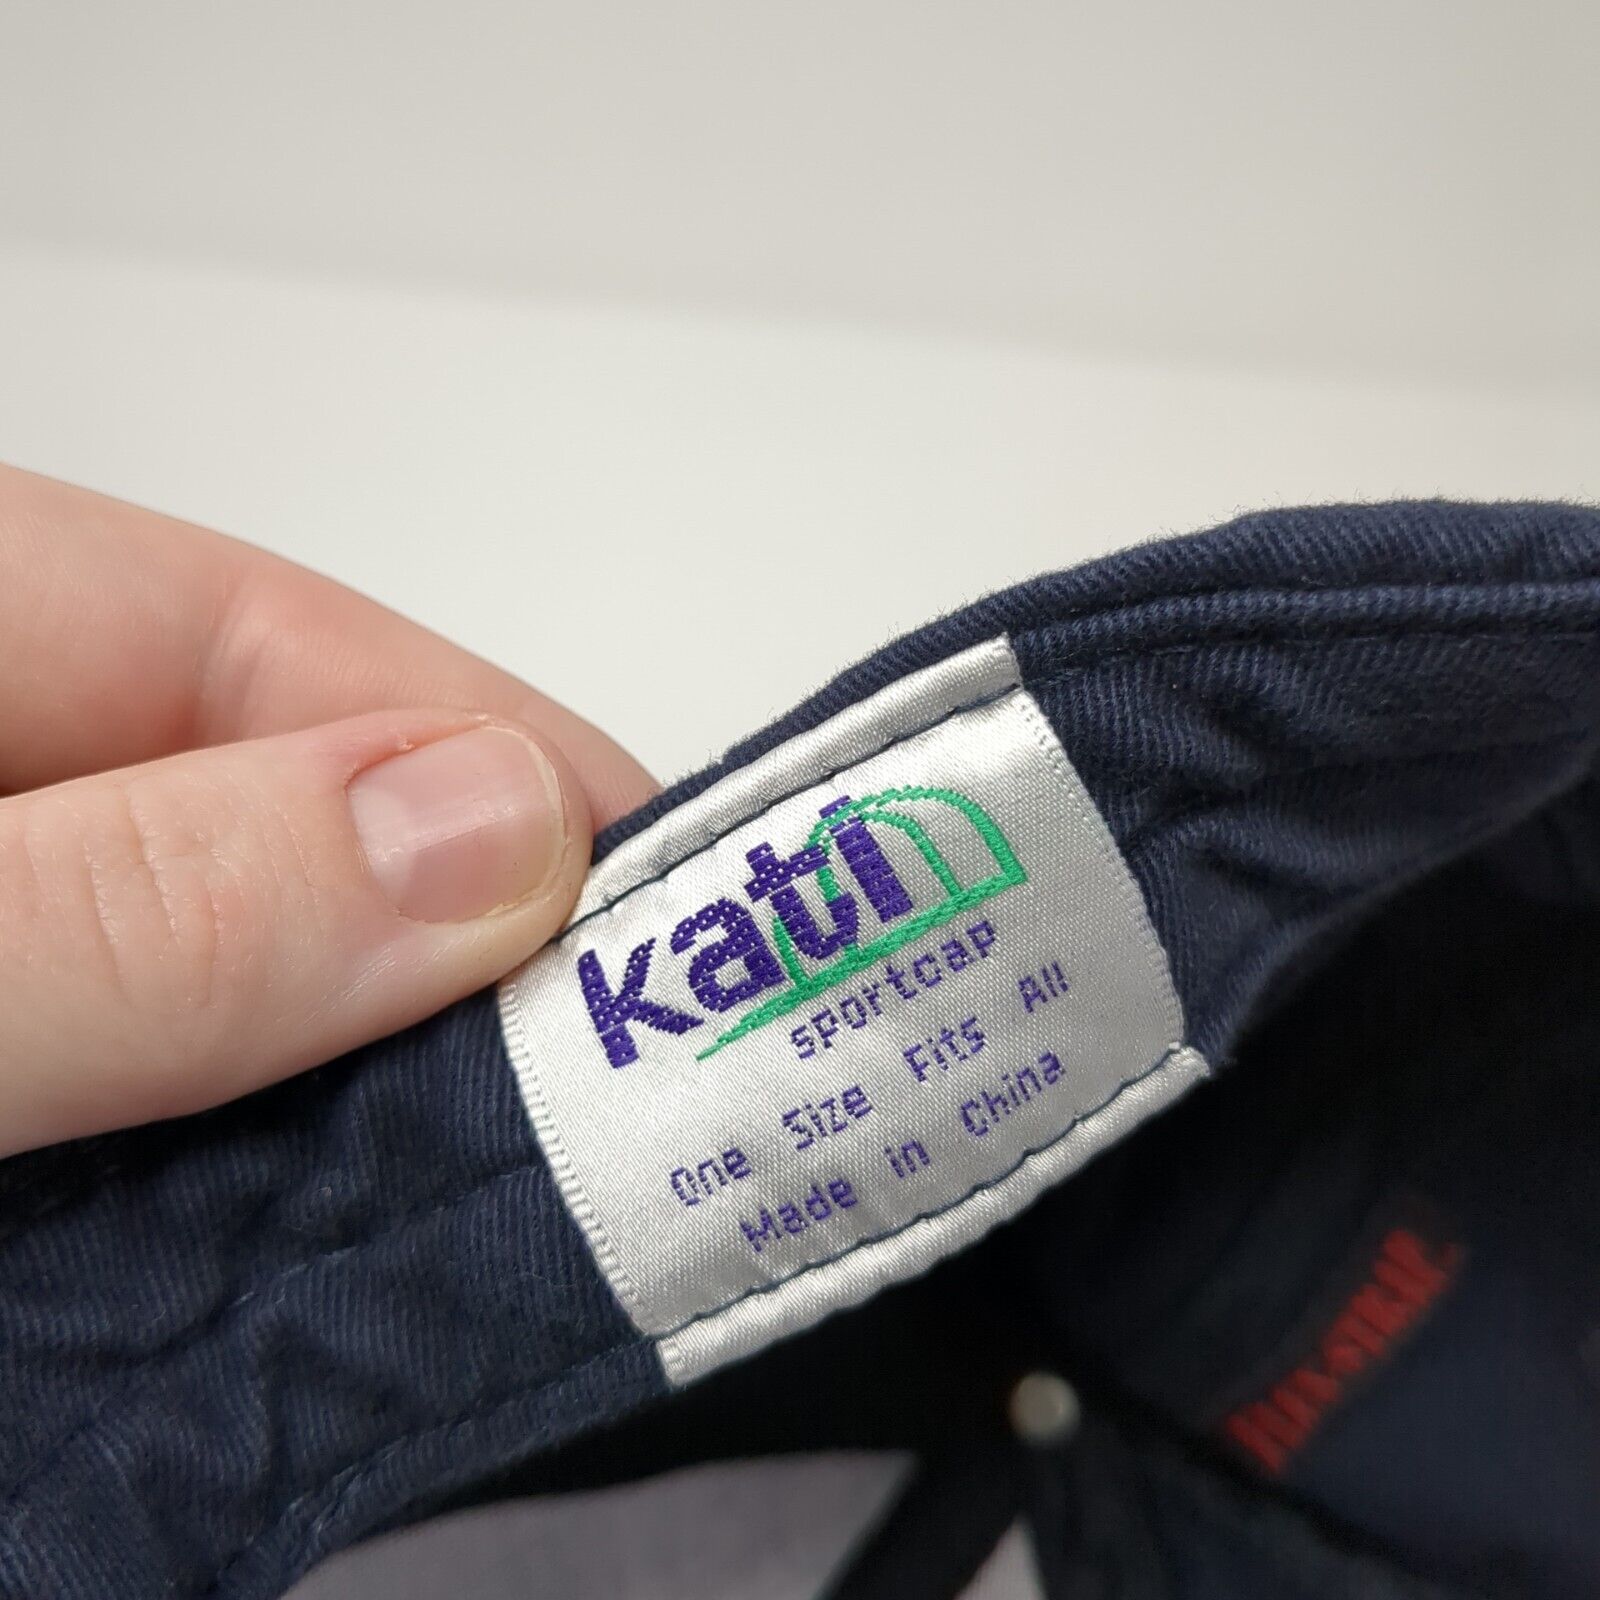 kati
sportcap
One Size Fits All
Made in China